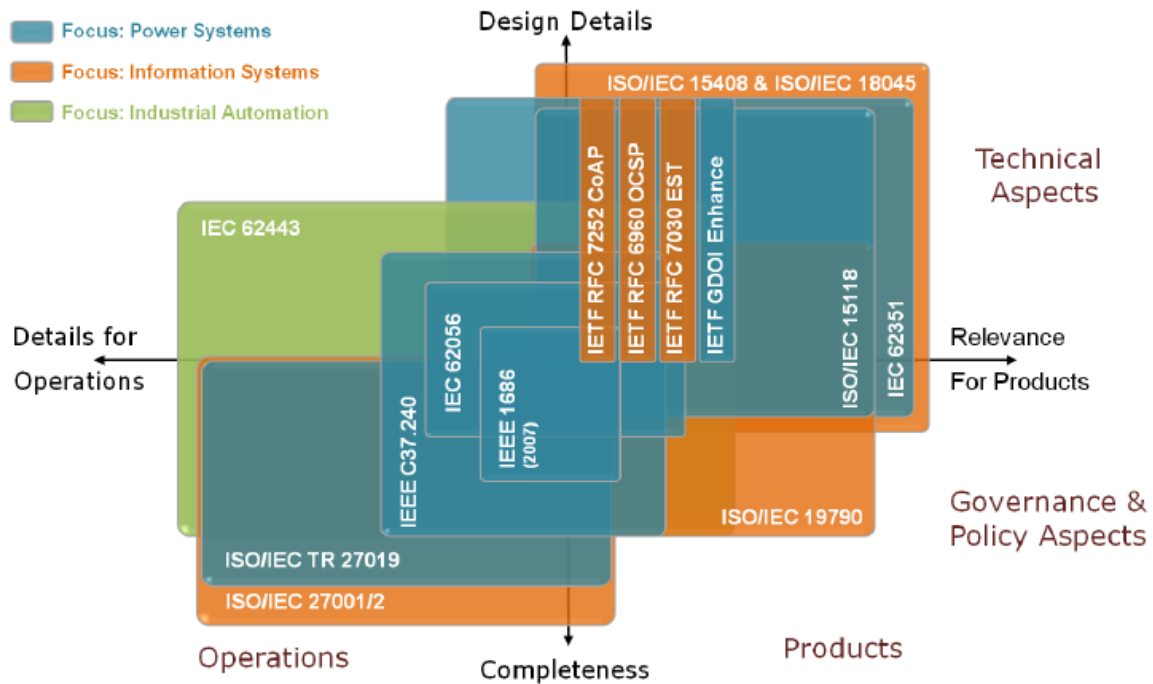 Design Details
Focus: Power Systems
Focus: Information Systems
Focus: Industrial Automation
ISO/IEC 15408 & ISO/IEC 18045
Technical
Aspects
IETF RFC 7252 CoAP
IETF RFC 6960 OCSP
IETF RFC 7030 EST
IETF GDOI Enhance
IEC 62443
ISO/IEC 15118
IEC 62351
Details for
Operations
Relevance
For Products
IEC 62056
IEEE 1686
(2007)
IEEE C37.240
ISO/IEC 19790
Governance &
Policy Aspects
ISO/IEC TR 27019
ISO/IEC 27001/2
Operations
Products
Completeness